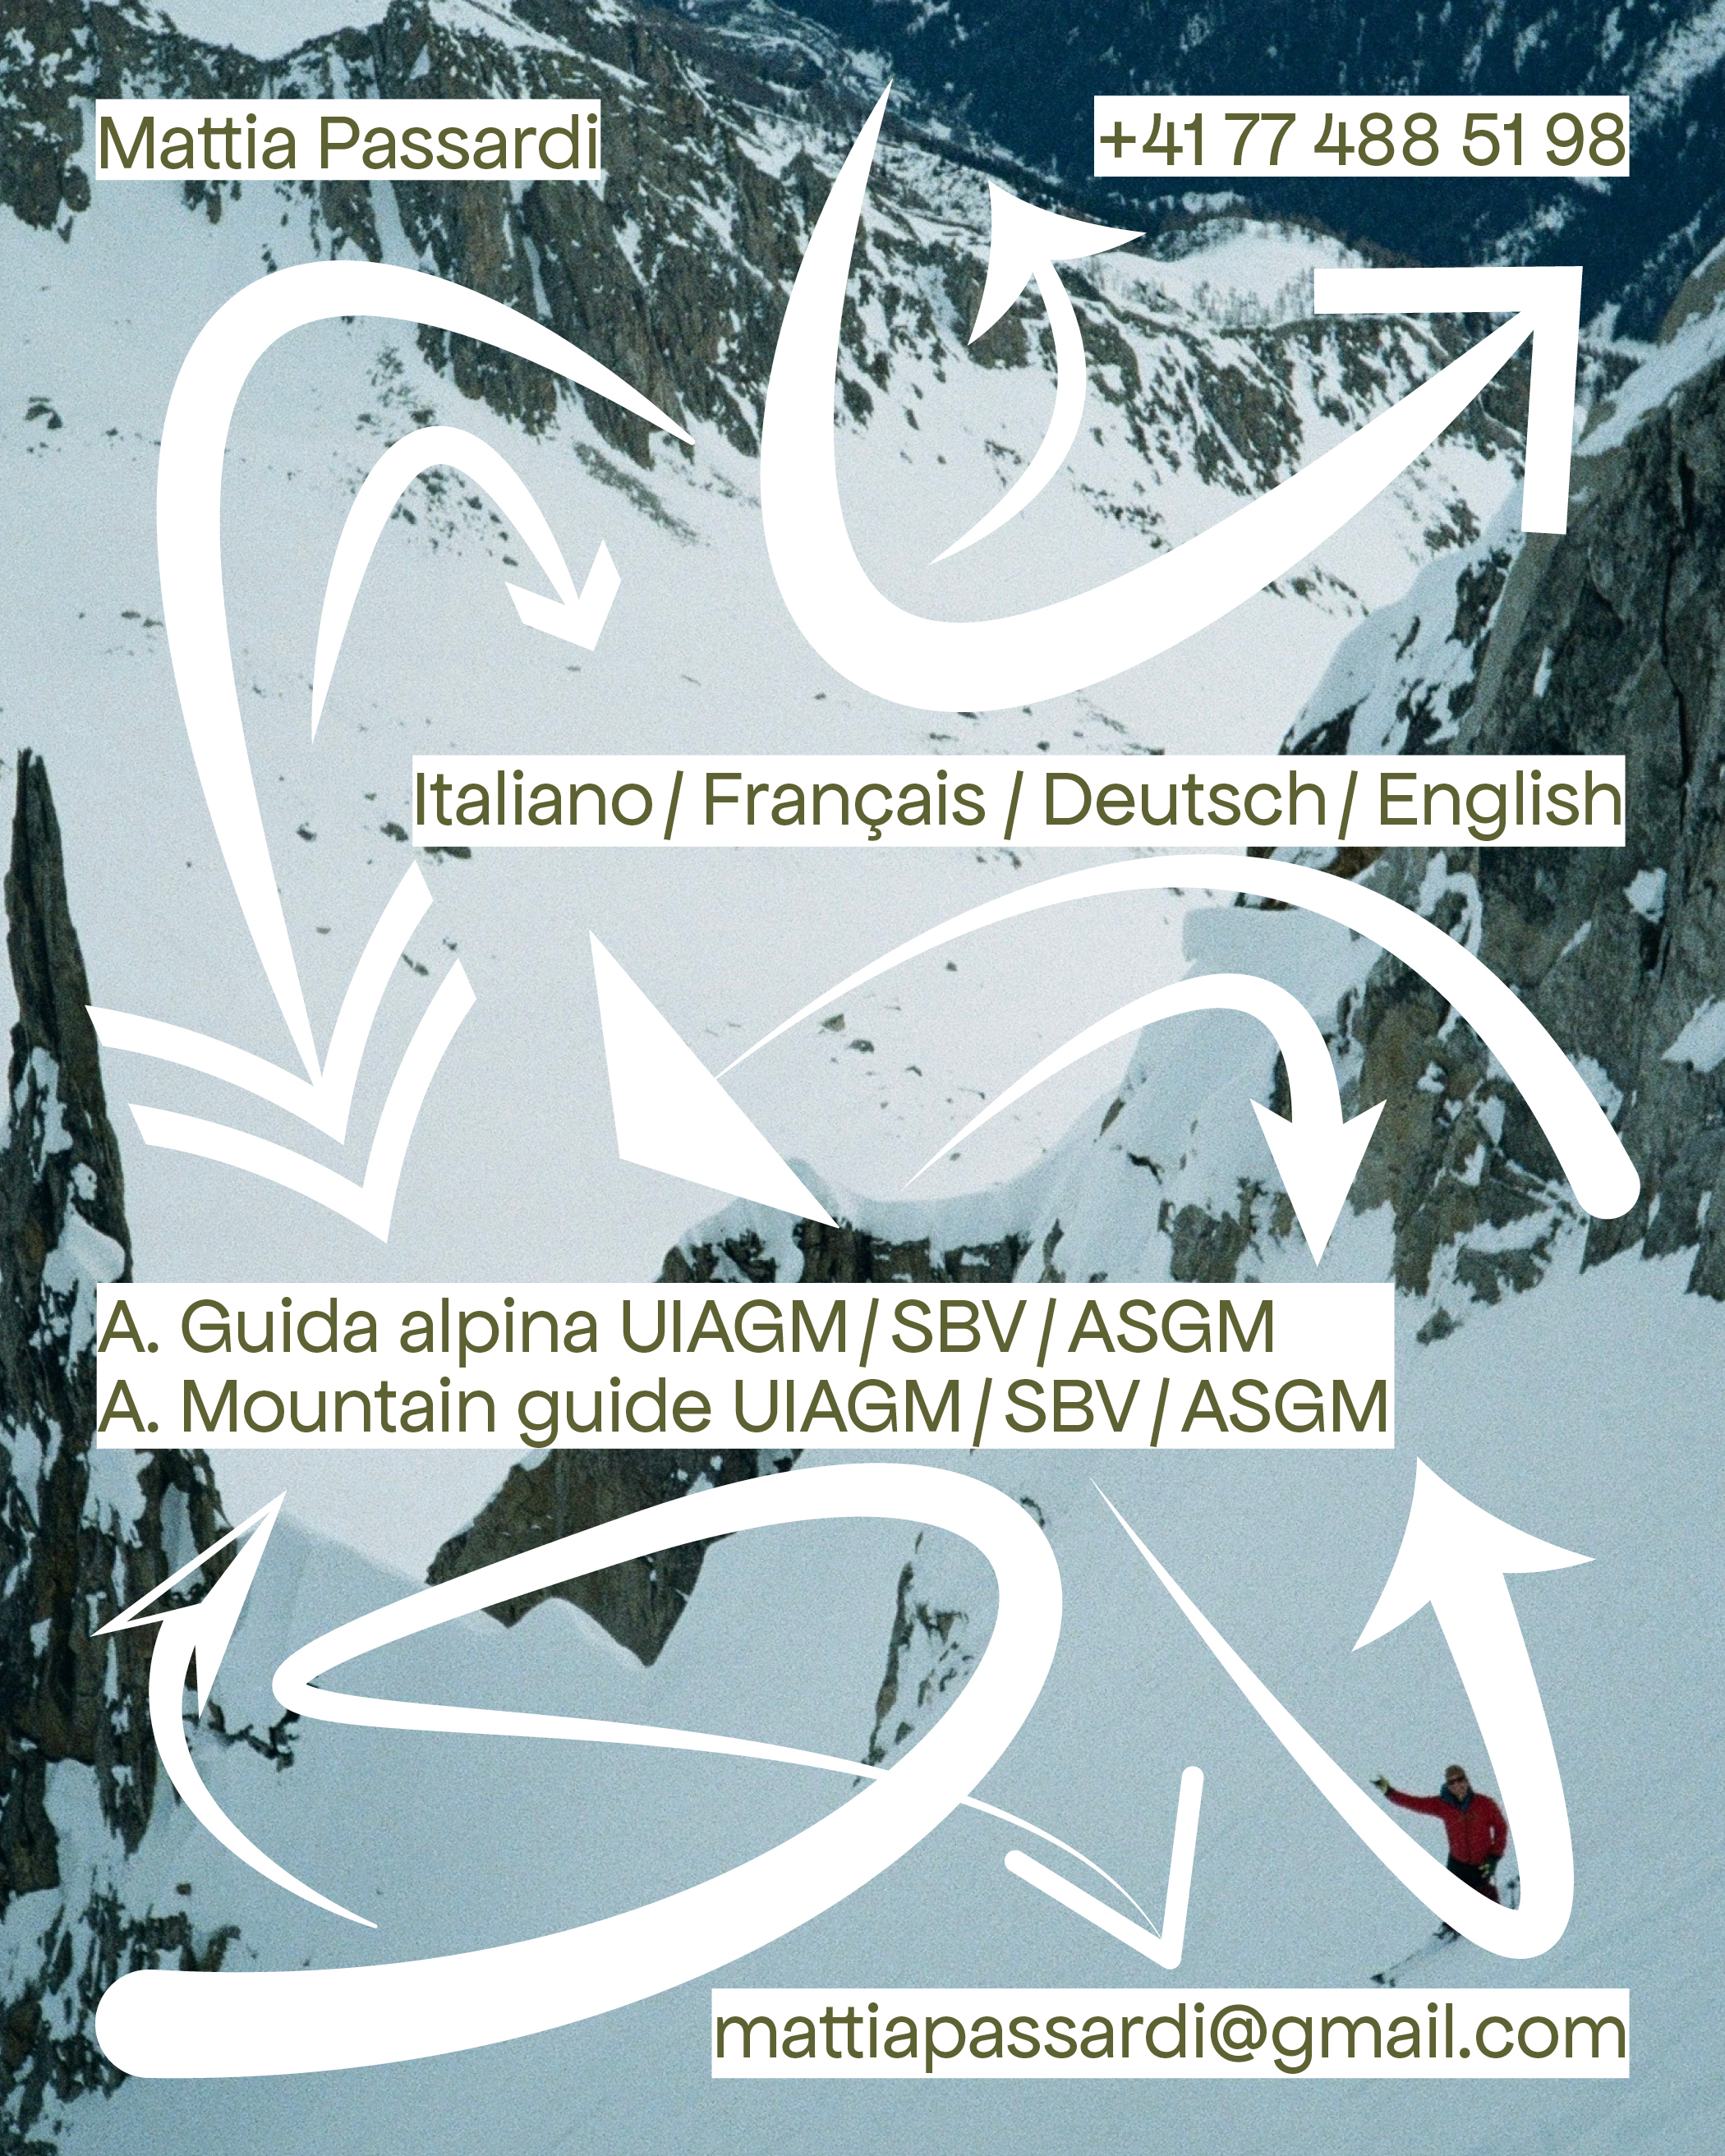 Mattia Passardi
+41 77 488 51 98
Italiano / Français / Deutsch / English
A. Guida alpina UIAGM / SBV / ASGM
A. Mountain guide UIAGM / SBV / ASGM
mattiapassardi@gmail.com